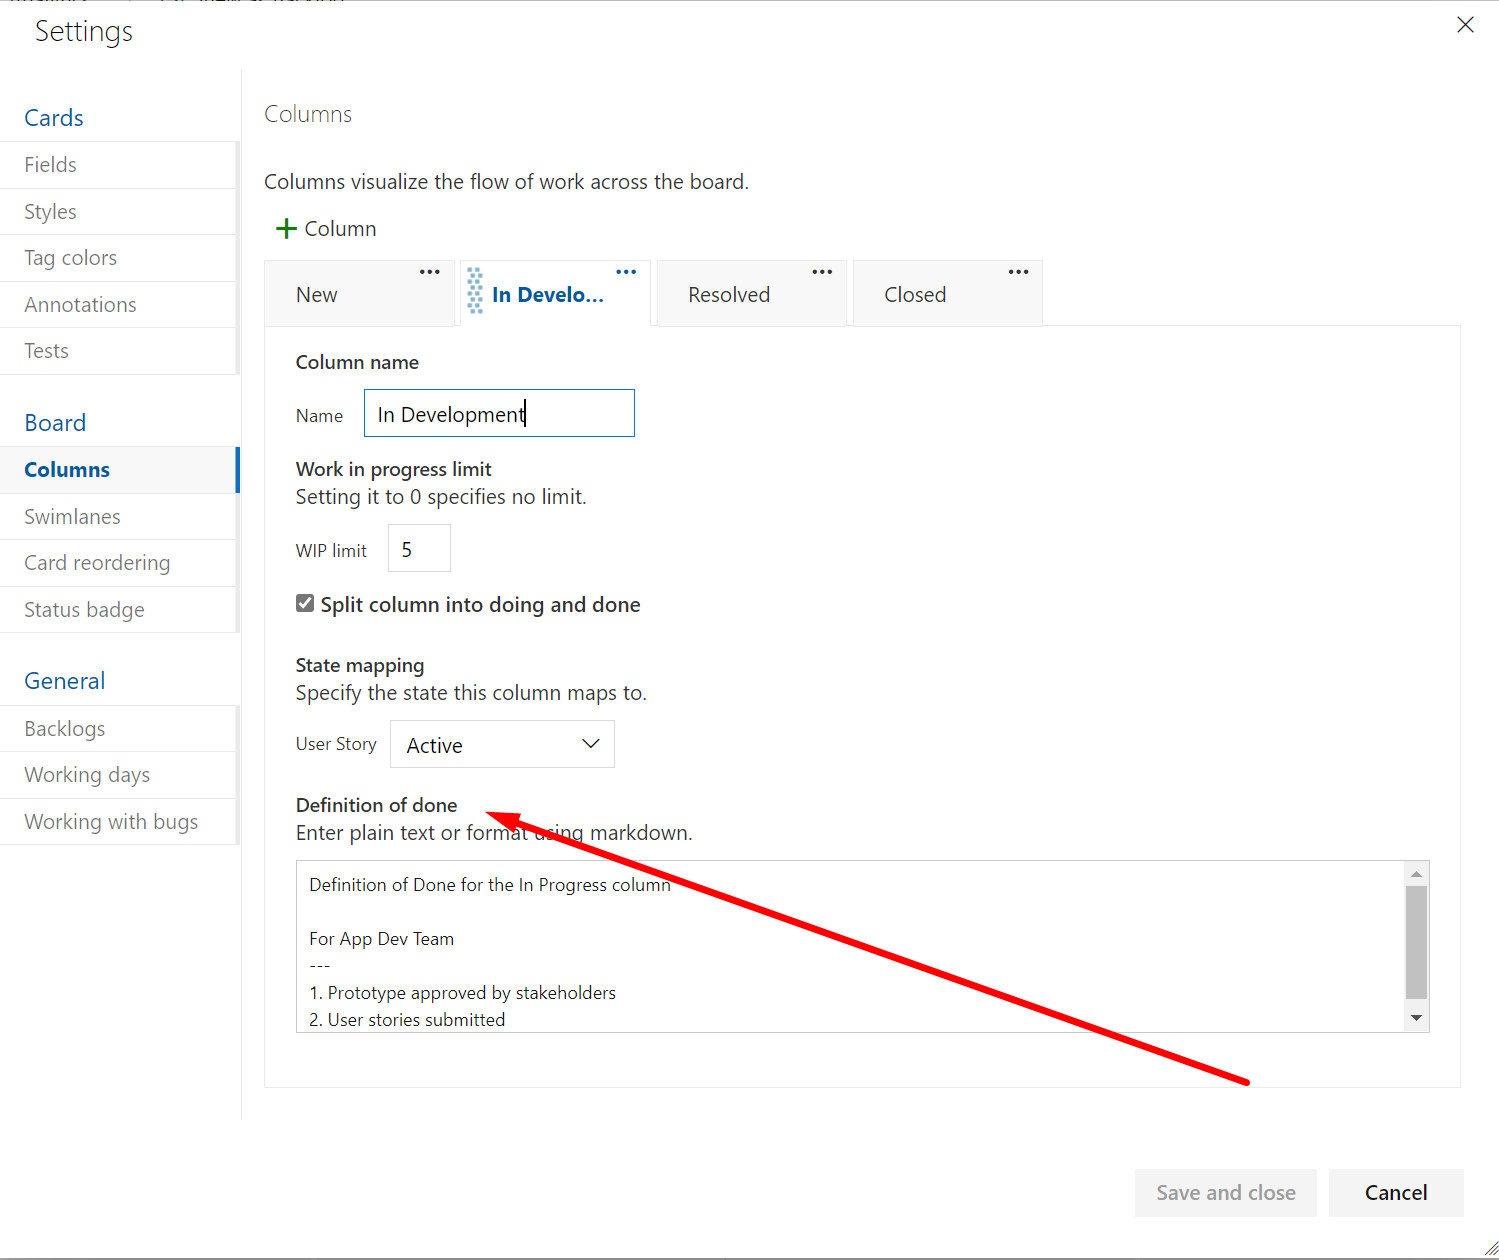 Settings
Cards
Fields
Styles
Tag colors
Annotations
Tests
Board
Columns
Swimlanes
Card reordering
Status badge
General
Backlogs
Working days
Working with bugs
Columns
Columns visualize the flow of work across the board.
+ Column
New ••• In Develo... ••• Resolved ••• Closed •••
Column name
Name In Development
Work in progress limit
Setting it to 0 specifies no limit.
WIP limit 5
Split column into doing and done
State mapping
Specify the state this column maps to.
User Story Active
Definition of done
Enter plain text or format using markdown.
Definition of Done for the In Progress column
For App Dev Team
---
1. Prototype approved by stakeholders
2. User stories submitted
Save and close Cancel